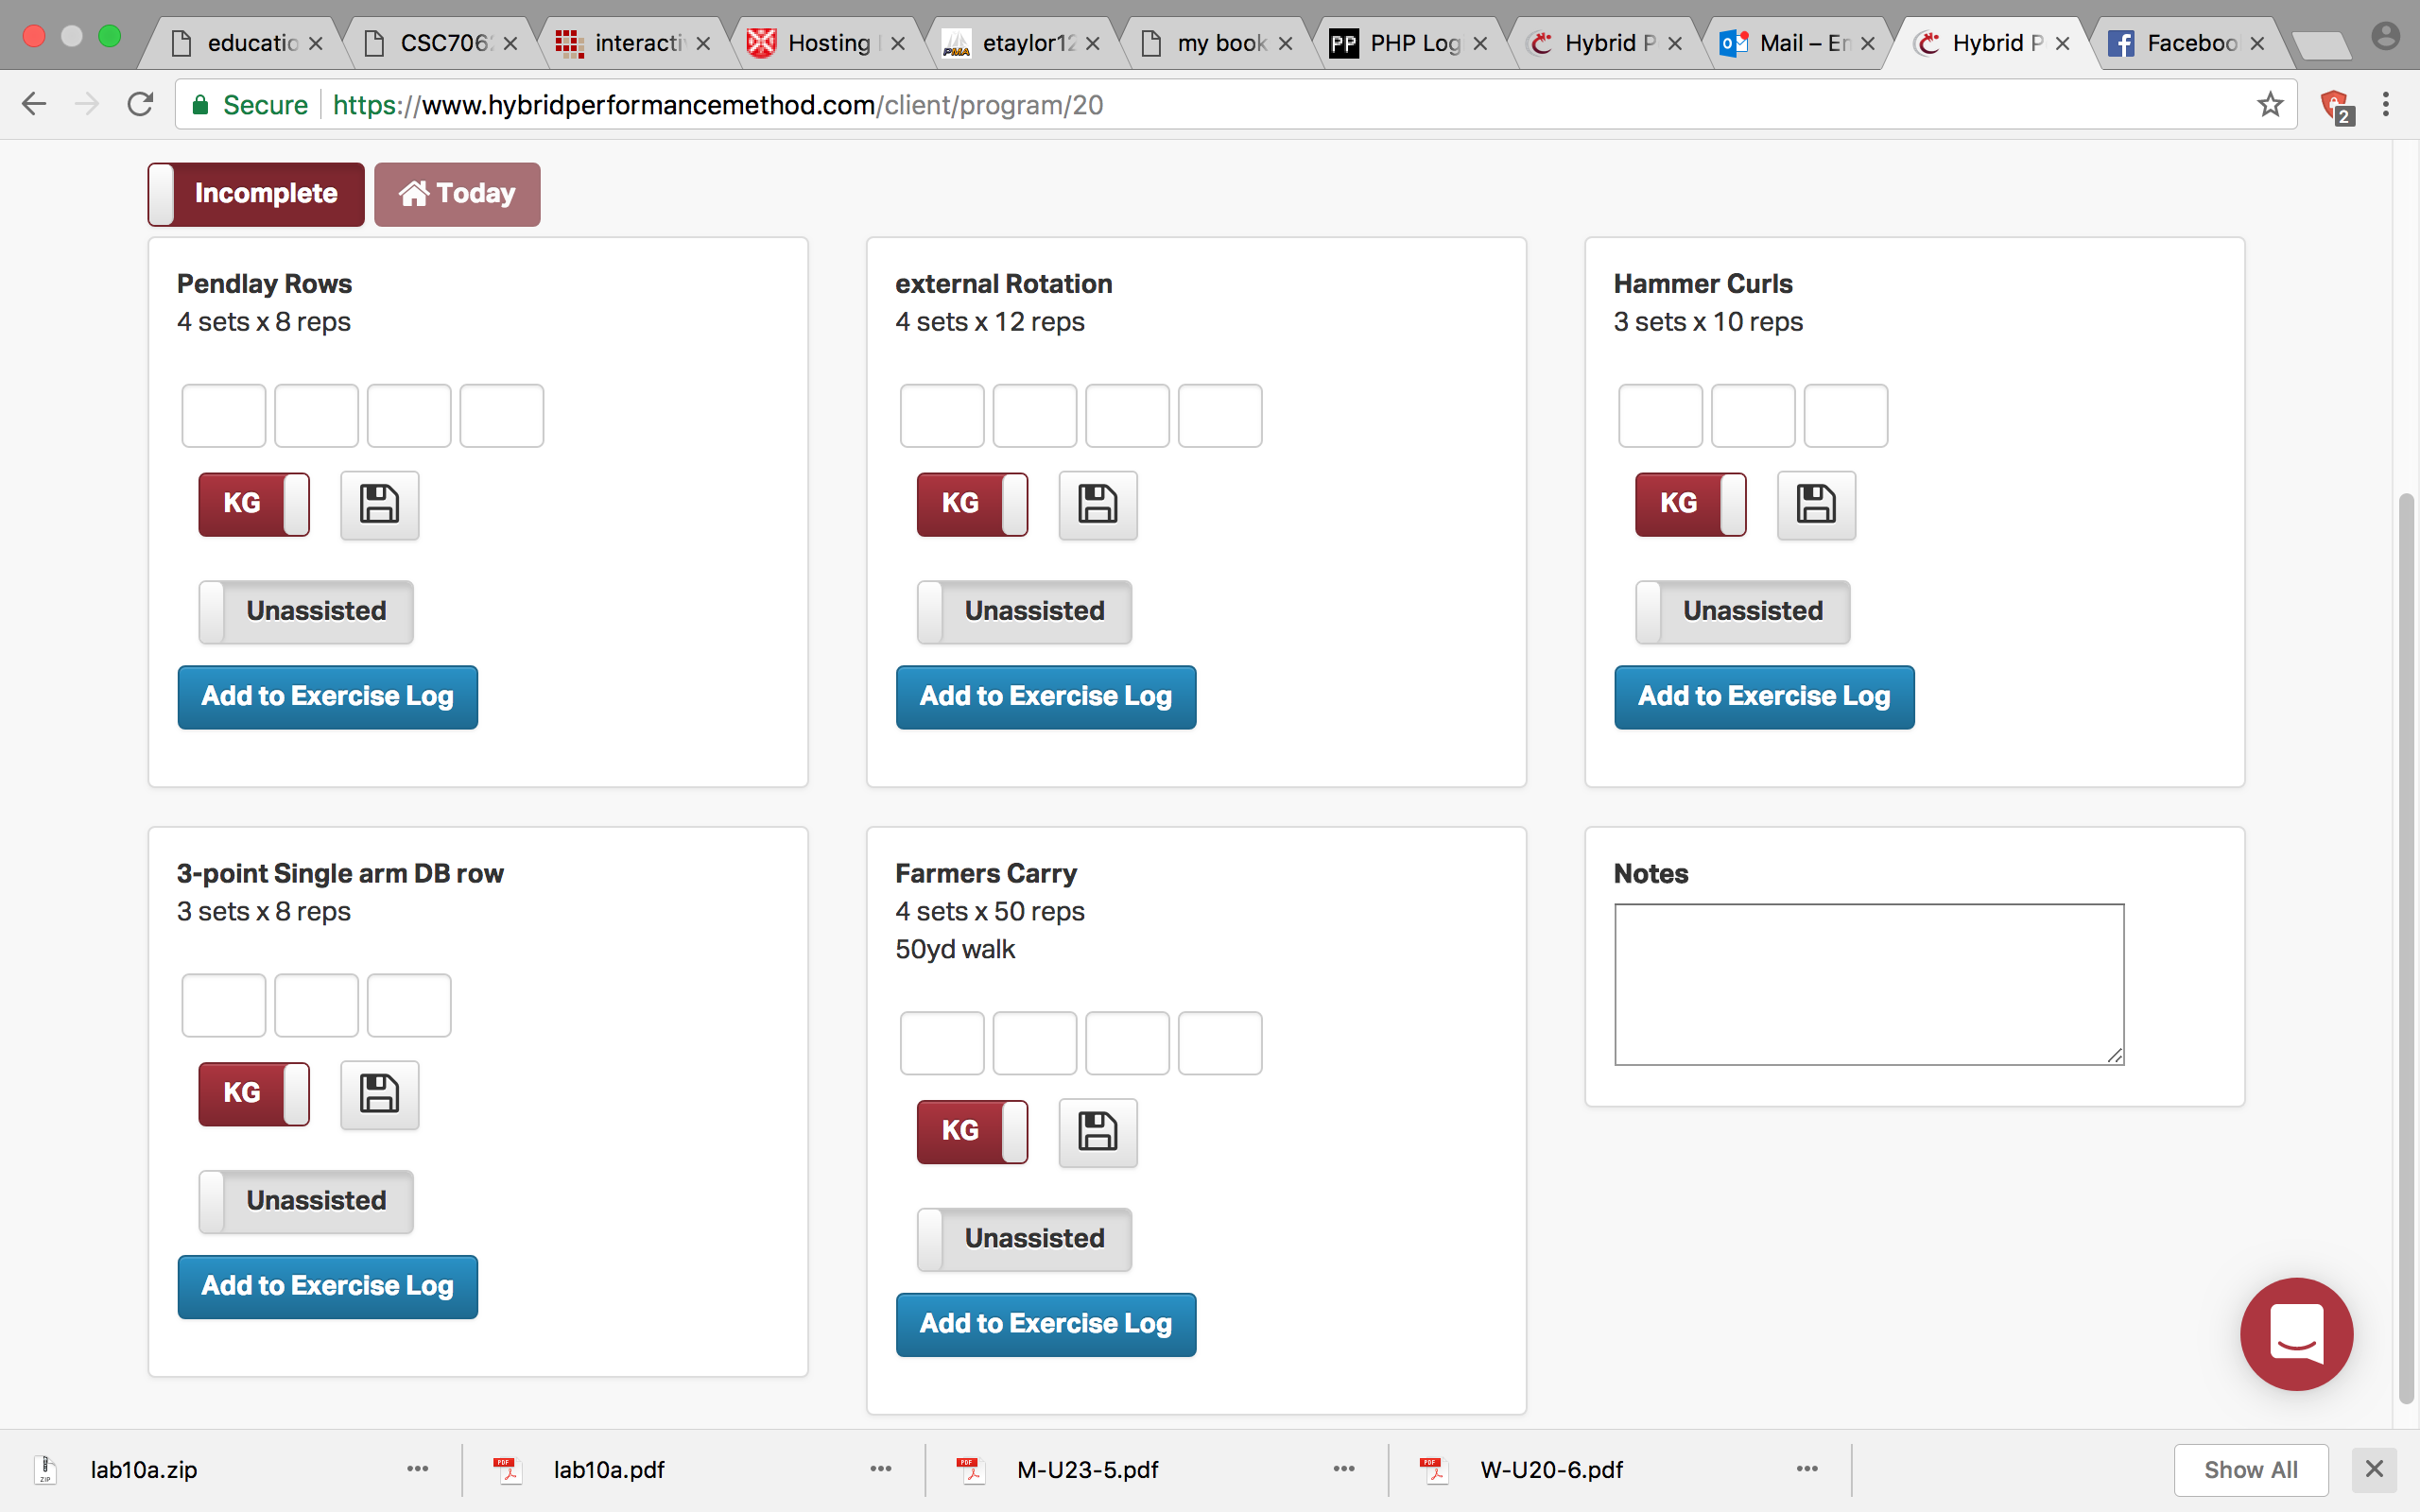 educatio
CSC706
interacti
Hosting
etaylor12
my book
PHP Log
Hybrid P
Mail – En
Hybrid P
Faceboo
Secure https://www.hybridperformancemethod.com/client/program/20
2
Incomplete
Today
Pendlay Rows
4 sets x 8 reps
KG
Unassisted
Add to Exercise Log
external Rotation
4 sets x 12 reps
KG
Unassisted
Add to Exercise Log
Hammer Curls
3 sets x 10 reps
KG
Unassisted
Add to Exercise Log
3-point Single arm DB row
3 sets x 8 reps
KG
Unassisted
Add to Exercise Log
Farmers Carry
4 sets x 50 reps
50yd walk
KG
Unassisted
Add to Exercise Log
Notes
lab10a.zip
lab10a.pdf
M-U23-5.pdf
W-U20-6.pdf
Show All